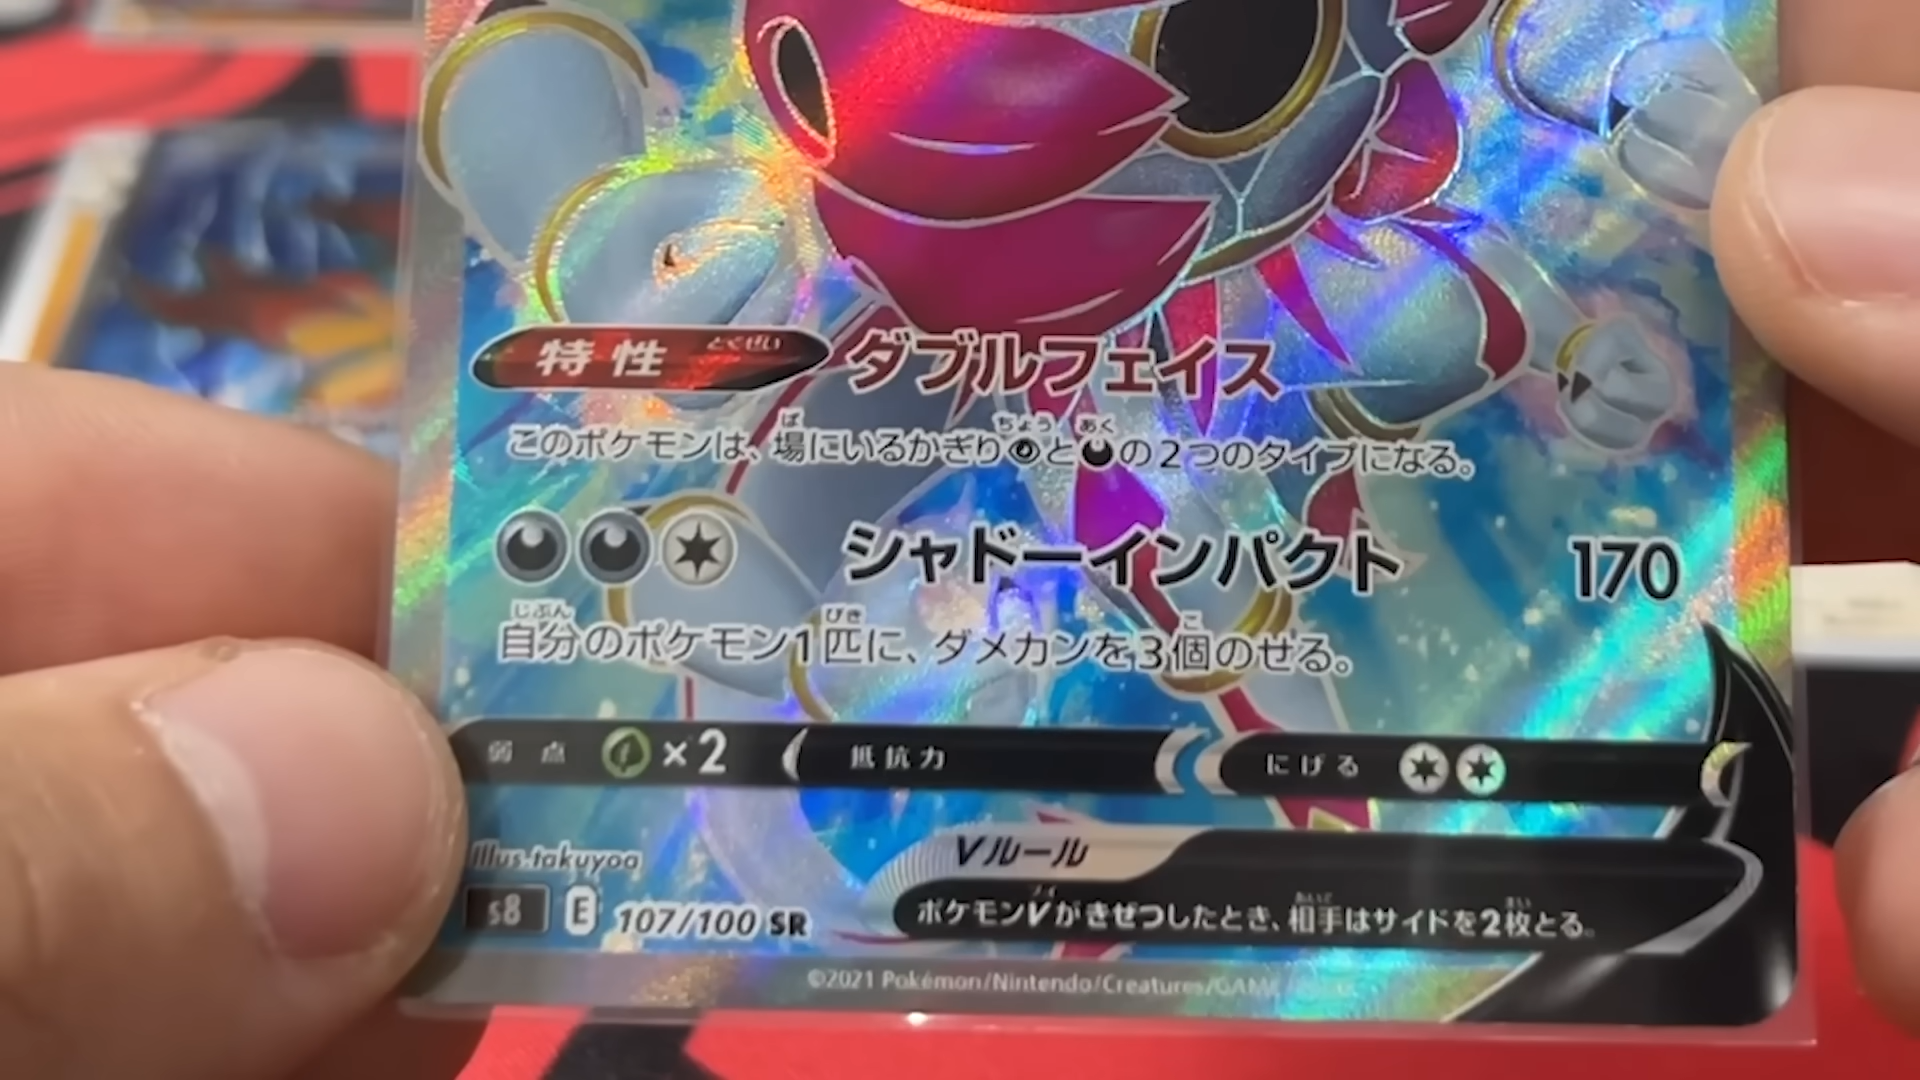 特性 とくせい ダブルフェイス
このポケモンは、場にいるかぎりと の2つのタイプになる。
シャドーインパクト 170
自分のポケモン1匹に、ダメカンを3個のせる。
弱点 ×2 抵抗力 にげる
Illus.takuyoa
Vルール
s8 E 107/100 SR
ポケモンVがきぜつしたとき、相手はサイドを2枚とる。
©2021 Pokémon/Nintendo/Creatures/GAME